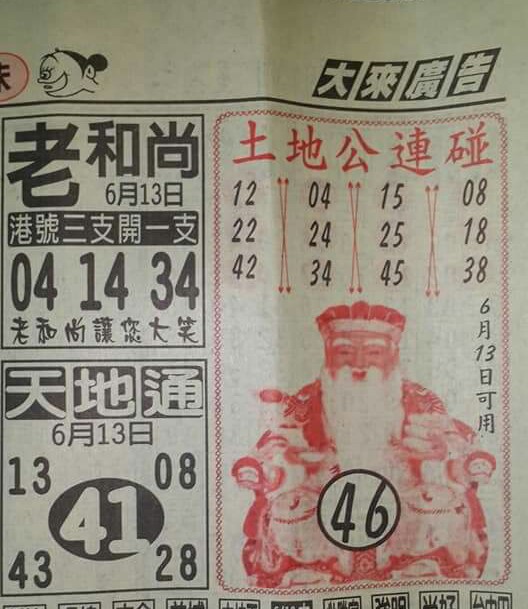 大來廣告
老和尚
6月13日
港號三支開一支
04 14 34
老和尚讓您大笑
天地通
6月13日
13 08
41
43 28
土地公連碰
12 04 15 08
22 24 25 18
42 34 45 38
6月13日可用
46